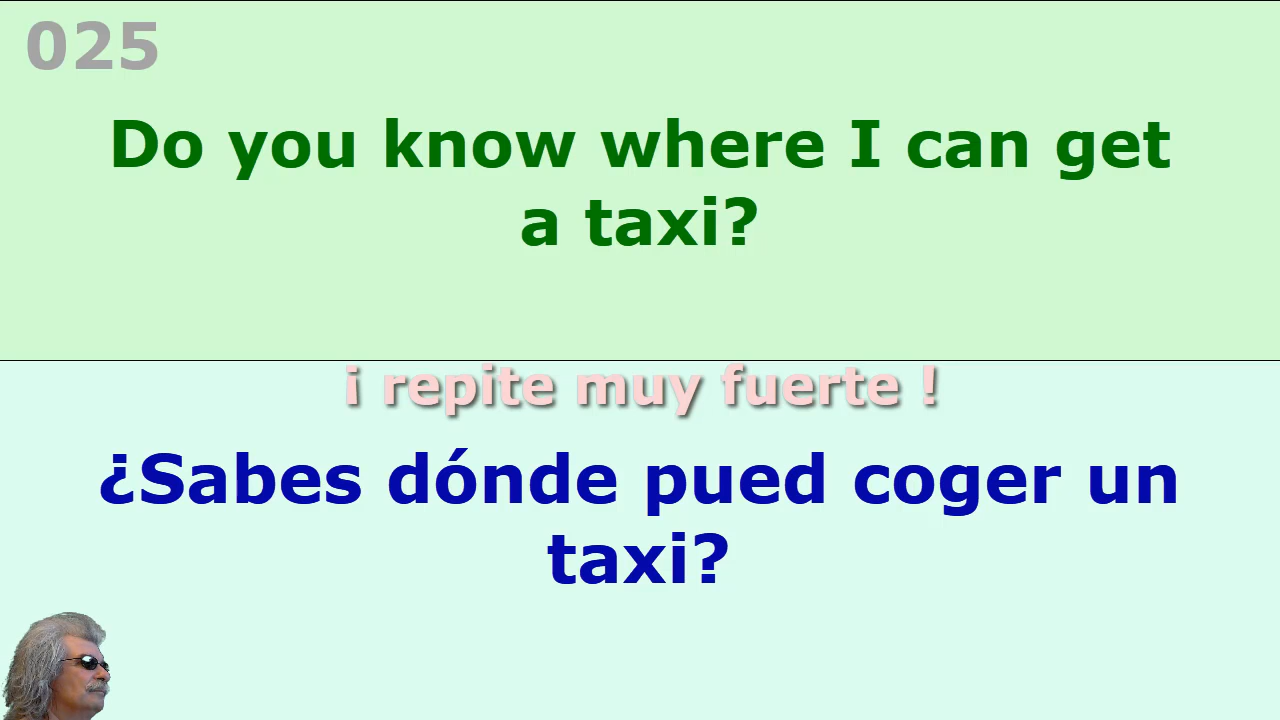 025
Do you know where I can get
a taxi?
¡ repite muy fuerte !
¿Sabes dónde pued coger un
taxi?